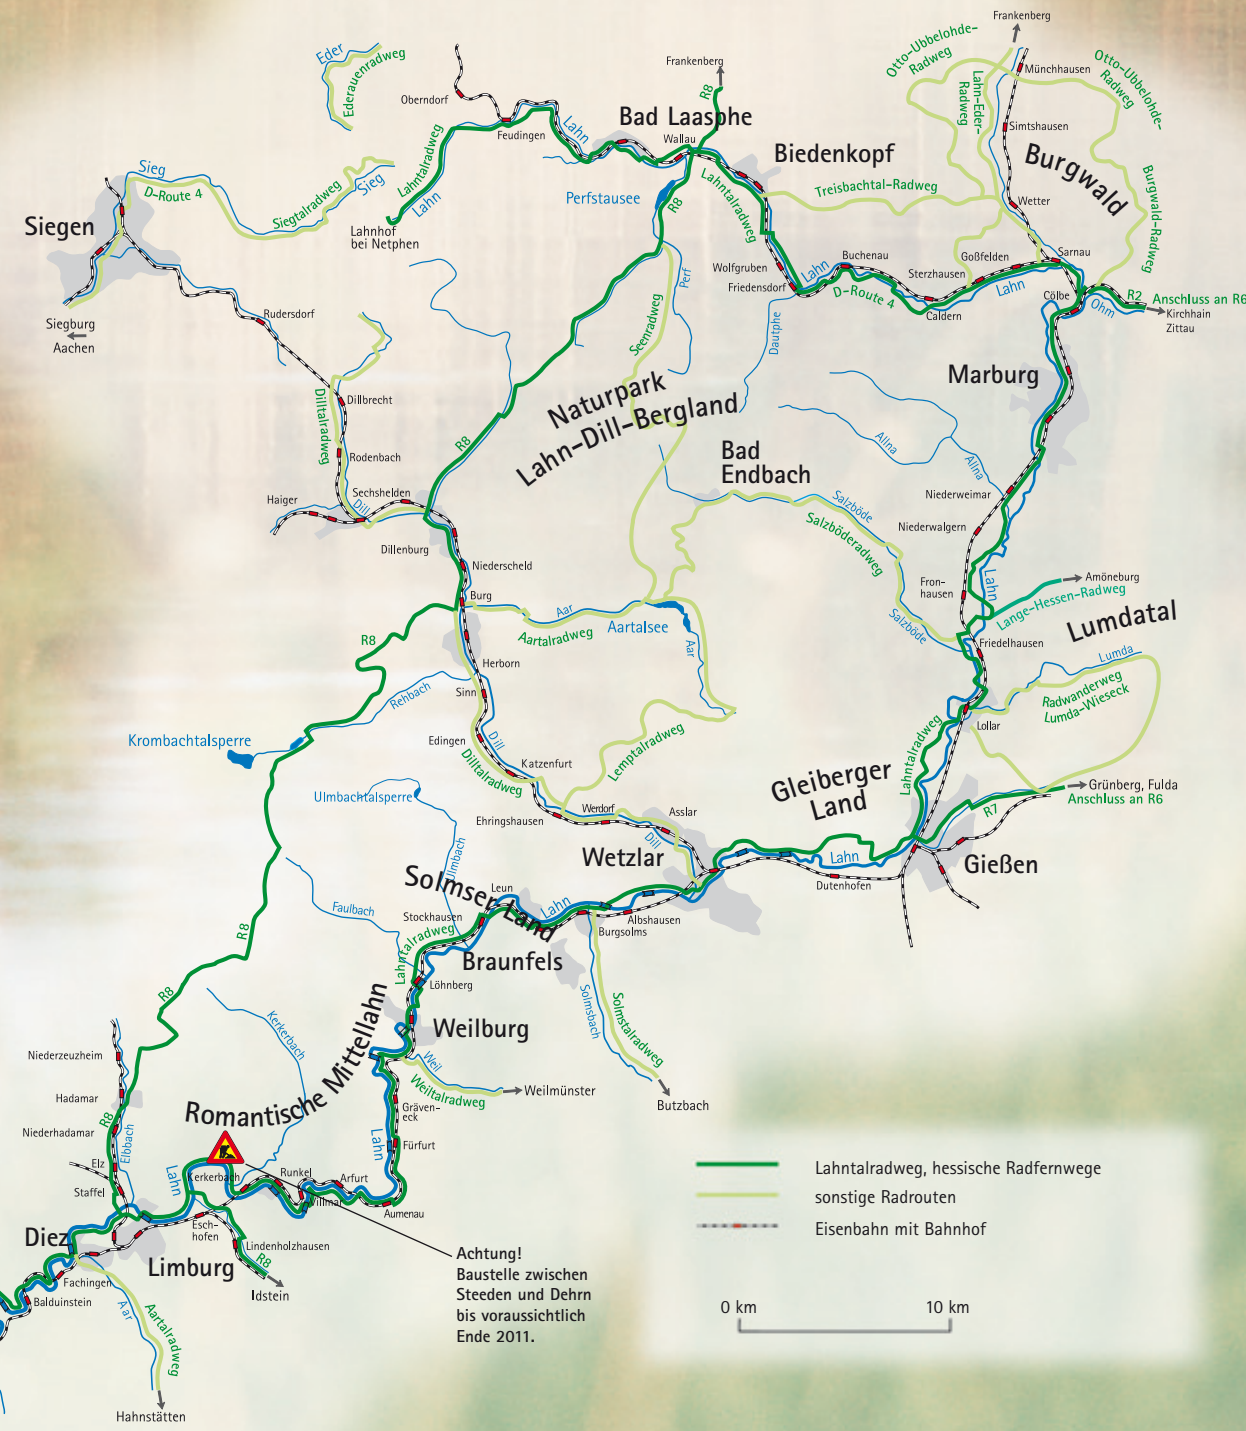 Frankenberg
Otto-Ubbelohde-
Radweg
Eder
Ederauenradweg
Lahn-Eder-
Radweg
Otto-Ubbelohde-
Radweg
Münchhausen
Frankenberg
R8
Oberndorf
Feudingen
Lahn
Bad Laasphe
Wallau
Simtshausen
Biedenkopf
Burgwald
Lahntalradweg
Lahn
Sieg
D-Route 4
Siegtalradweg
Sieg
Perfstausee
R8
Lahntalradweg
Treisbachtal-Radweg
Wetter
Burgwald-Radweg
Siegen
Lahnhof
bei Netphen
Buchenau
Wolfgruben
Friedensdorf
Lahn
D-Route 4
Sterzhausen
Goßfelden
Lahn
Sarnau
Cölbe
Caldern
Ohm
R2
Anschluss an R6
Kirchhain
Zittau
Perf
Seenradweg
Dautphe
Siegburg
Aachen
Rudersdorf
Marburg
Dillbrecht
Dilltalradweg
Naturpark
Lahn-Dill-Bergland
R8
Rodenbach
Bad
Endbach
Allna
Allna
Haiger
Sechshelden
Dill
Salzböde
Salzböderadweg
Niederweimar
Niederwalgern
Dillenburg
Niederscheld
Burg
Fron-
hausen
Lahn
Amöneburg
Lange-Hessen-Radweg
Aar
Aartalradweg
Aartalsee
Aar
Salzböde
Friedelhausen
Lumdatal
R8
Herborn
Lumda
Radwanderweg
Lumda-Wieseck
Rehbach
Sinn
Lollar
Krombachtalsperre
Edingen
Dill
Dilltalradweg
Katzenfurt
Lemptalradweg
Lahntalradweg
Gleiberger
Land
Grünberg, Fulda
Anschluss an R6
R7
Ulmbachtalsperre
Ehringshausen
Werdorf
Asslar
Dill
Ulmbach
Wetzlar
Lahn
Gießen
Dutenhofen
Solmser Land
Leun
Lahn
Faulbach
Stockhausen
Albshausen
Burgsolms
R8
Lahntalradweg
Braunfels
Löhnberg
R8
Solmsbach
Solmstalradweg
Kerkerbach
Weilburg
Romantische Mittellahn
Niederzeuzheim
Weil
Weiltalradweg
Weilmünster
Butzbach
Hadamar
R8
Gräven-
eck
Niederhadamar
Elbbach
Lahn
Fürfurt
Elz
Staffel
Lahn
Kerkerbach
Runkel
Arfurt
Villmar
Aumenau
Esch-
hofen
Diez
Limburg
Lindenholzhausen
R8
Idstein
Fachingen
Balduinstein
Aar
Aartalradweg
Hahnstätten
Achtung!
Baustelle zwischen
Steeden und Dehrn
bis voraussichtlich
Ende 2011.
Lahntalradweg, hessische Radfernwege
sonstige Radrouten
Eisenbahn mit Bahnhof
0 km
10 km